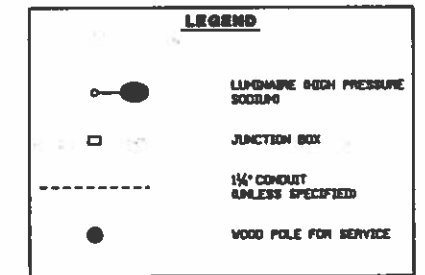 LEGEND
LUMINAIRE (HIGH PRESSURE
SODIUM)
JUNCTION BOX
1¼" CONDUIT
(UNLESS SPECIFIED)
WOOD POLE FOR SERVICE